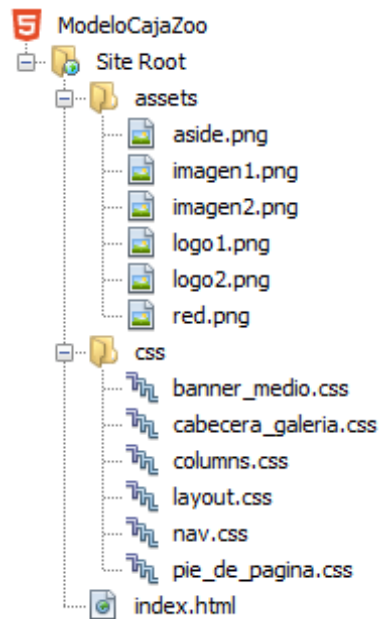 ModeloCajaZoo
Site Root
assets
aside.png
imagen1.png
imagen2.png
logo1.png
logo2.png
red.png
css
banner_medio.css
cabecera_galeria.css
columns.css
layout.css
nav.css
pie_de_pagina.css
index.html